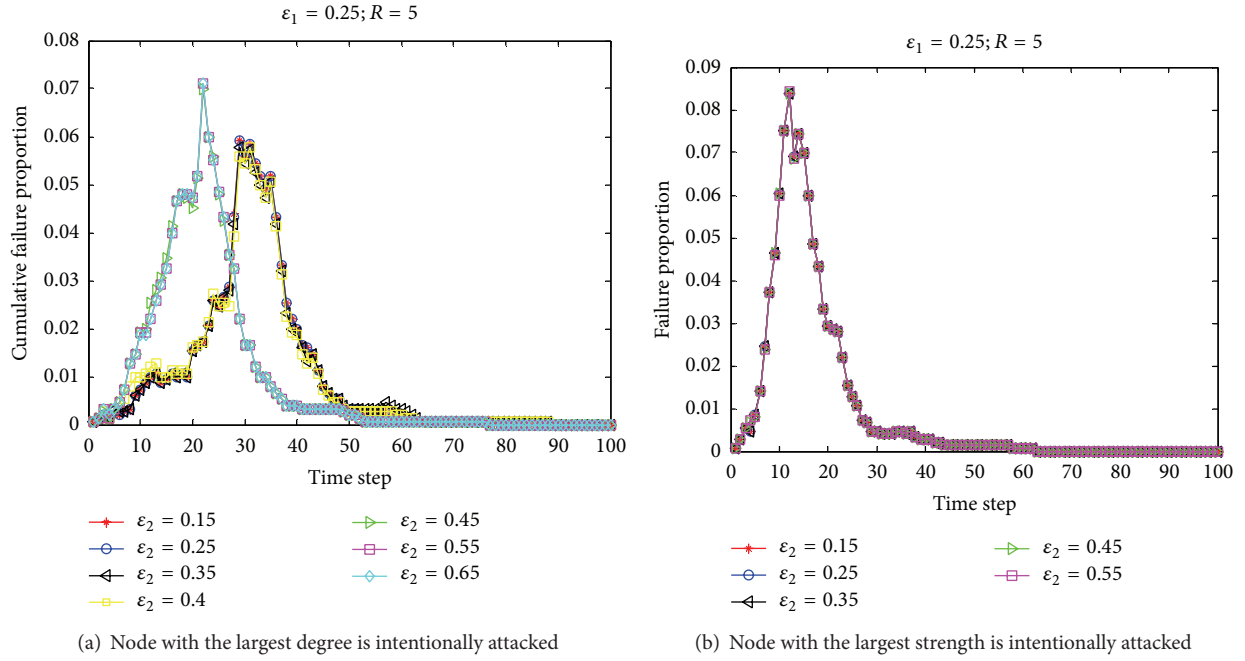 ε1 = 0.25; R = 5
0.08
0.07
0.06
0.05
0.04
0.03
0.02
0.01
0
Cumulative failure proportion
0 10 20 30 40 50 60 70 80 90 100
Time step
ε2 = 0.15
ε2 = 0.25
ε2 = 0.35
ε2 = 0.4
ε2 = 0.45
ε2 = 0.55
ε2 = 0.65
(a) Node with the largest degree is intentionally attacked
ε1 = 0.25; R = 5
0.09
0.08
0.07
0.06
0.05
0.04
0.03
0.02
0.01
0
Failure proportion
0 10 20 30 40 50 60 70 80 90 100
Time step
ε2 = 0.15
ε2 = 0.25
ε2 = 0.35
ε2 = 0.45
ε2 = 0.55
(b) Node with the largest strength is intentionally attacked